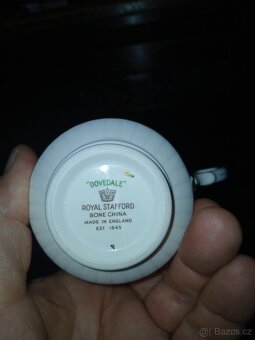 "DOVEDALE"
ROYAL STAFFORD
BONE CHINA
MADE IN ENGLAND
EST 1845
Bazos.cz